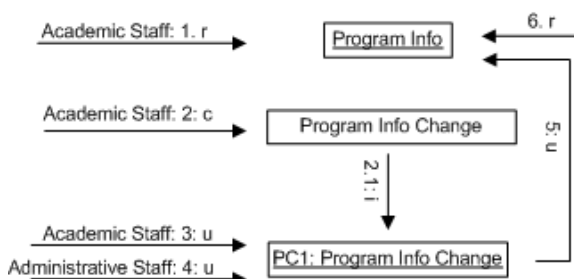 Academic Staff: 1. r
Program Info
6. r
Academic Staff: 2: c
Program Info Change
5: u
2.1: i
Academic Staff: 3: u
Administrative Staff: 4: u
PC1: Program Info Change